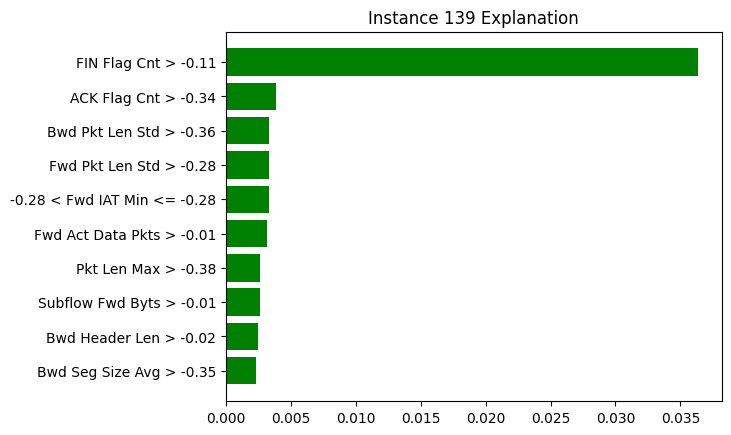 Instance 139 Explanation
FIN Flag Cnt > -0.11
ACK Flag Cnt > -0.34
Bwd Pkt Len Std > -0.36
Fwd Pkt Len Std > -0.28
-0.28 < Fwd IAT Min <= -0.28
Fwd Act Data Pkts > -0.01
Pkt Len Max > -0.38
Subflow Fwd Byts > -0.01
Bwd Header Len > -0.02
Bwd Seg Size Avg > -0.35
0.000 0.005 0.010 0.015 0.020 0.025 0.030 0.035